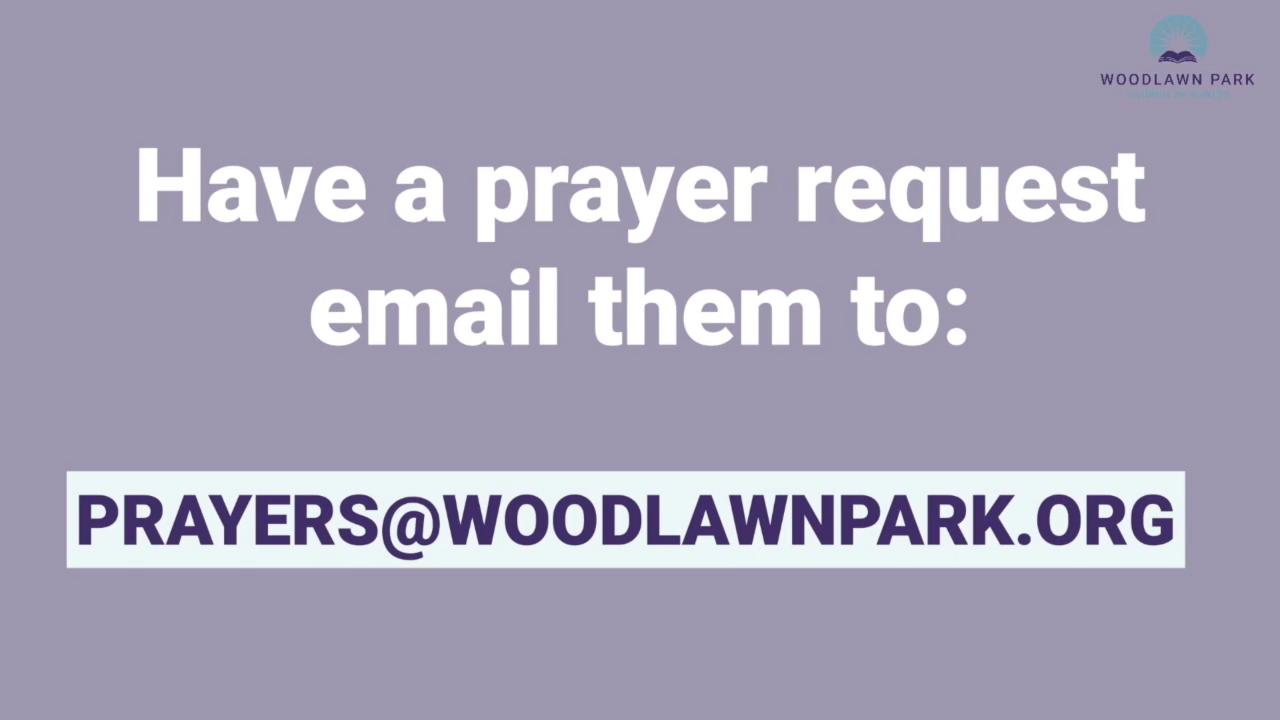 WOODLAWN PARK
Have a prayer request
email them to:
PRAYERS@WOODLAWNPARK.ORG